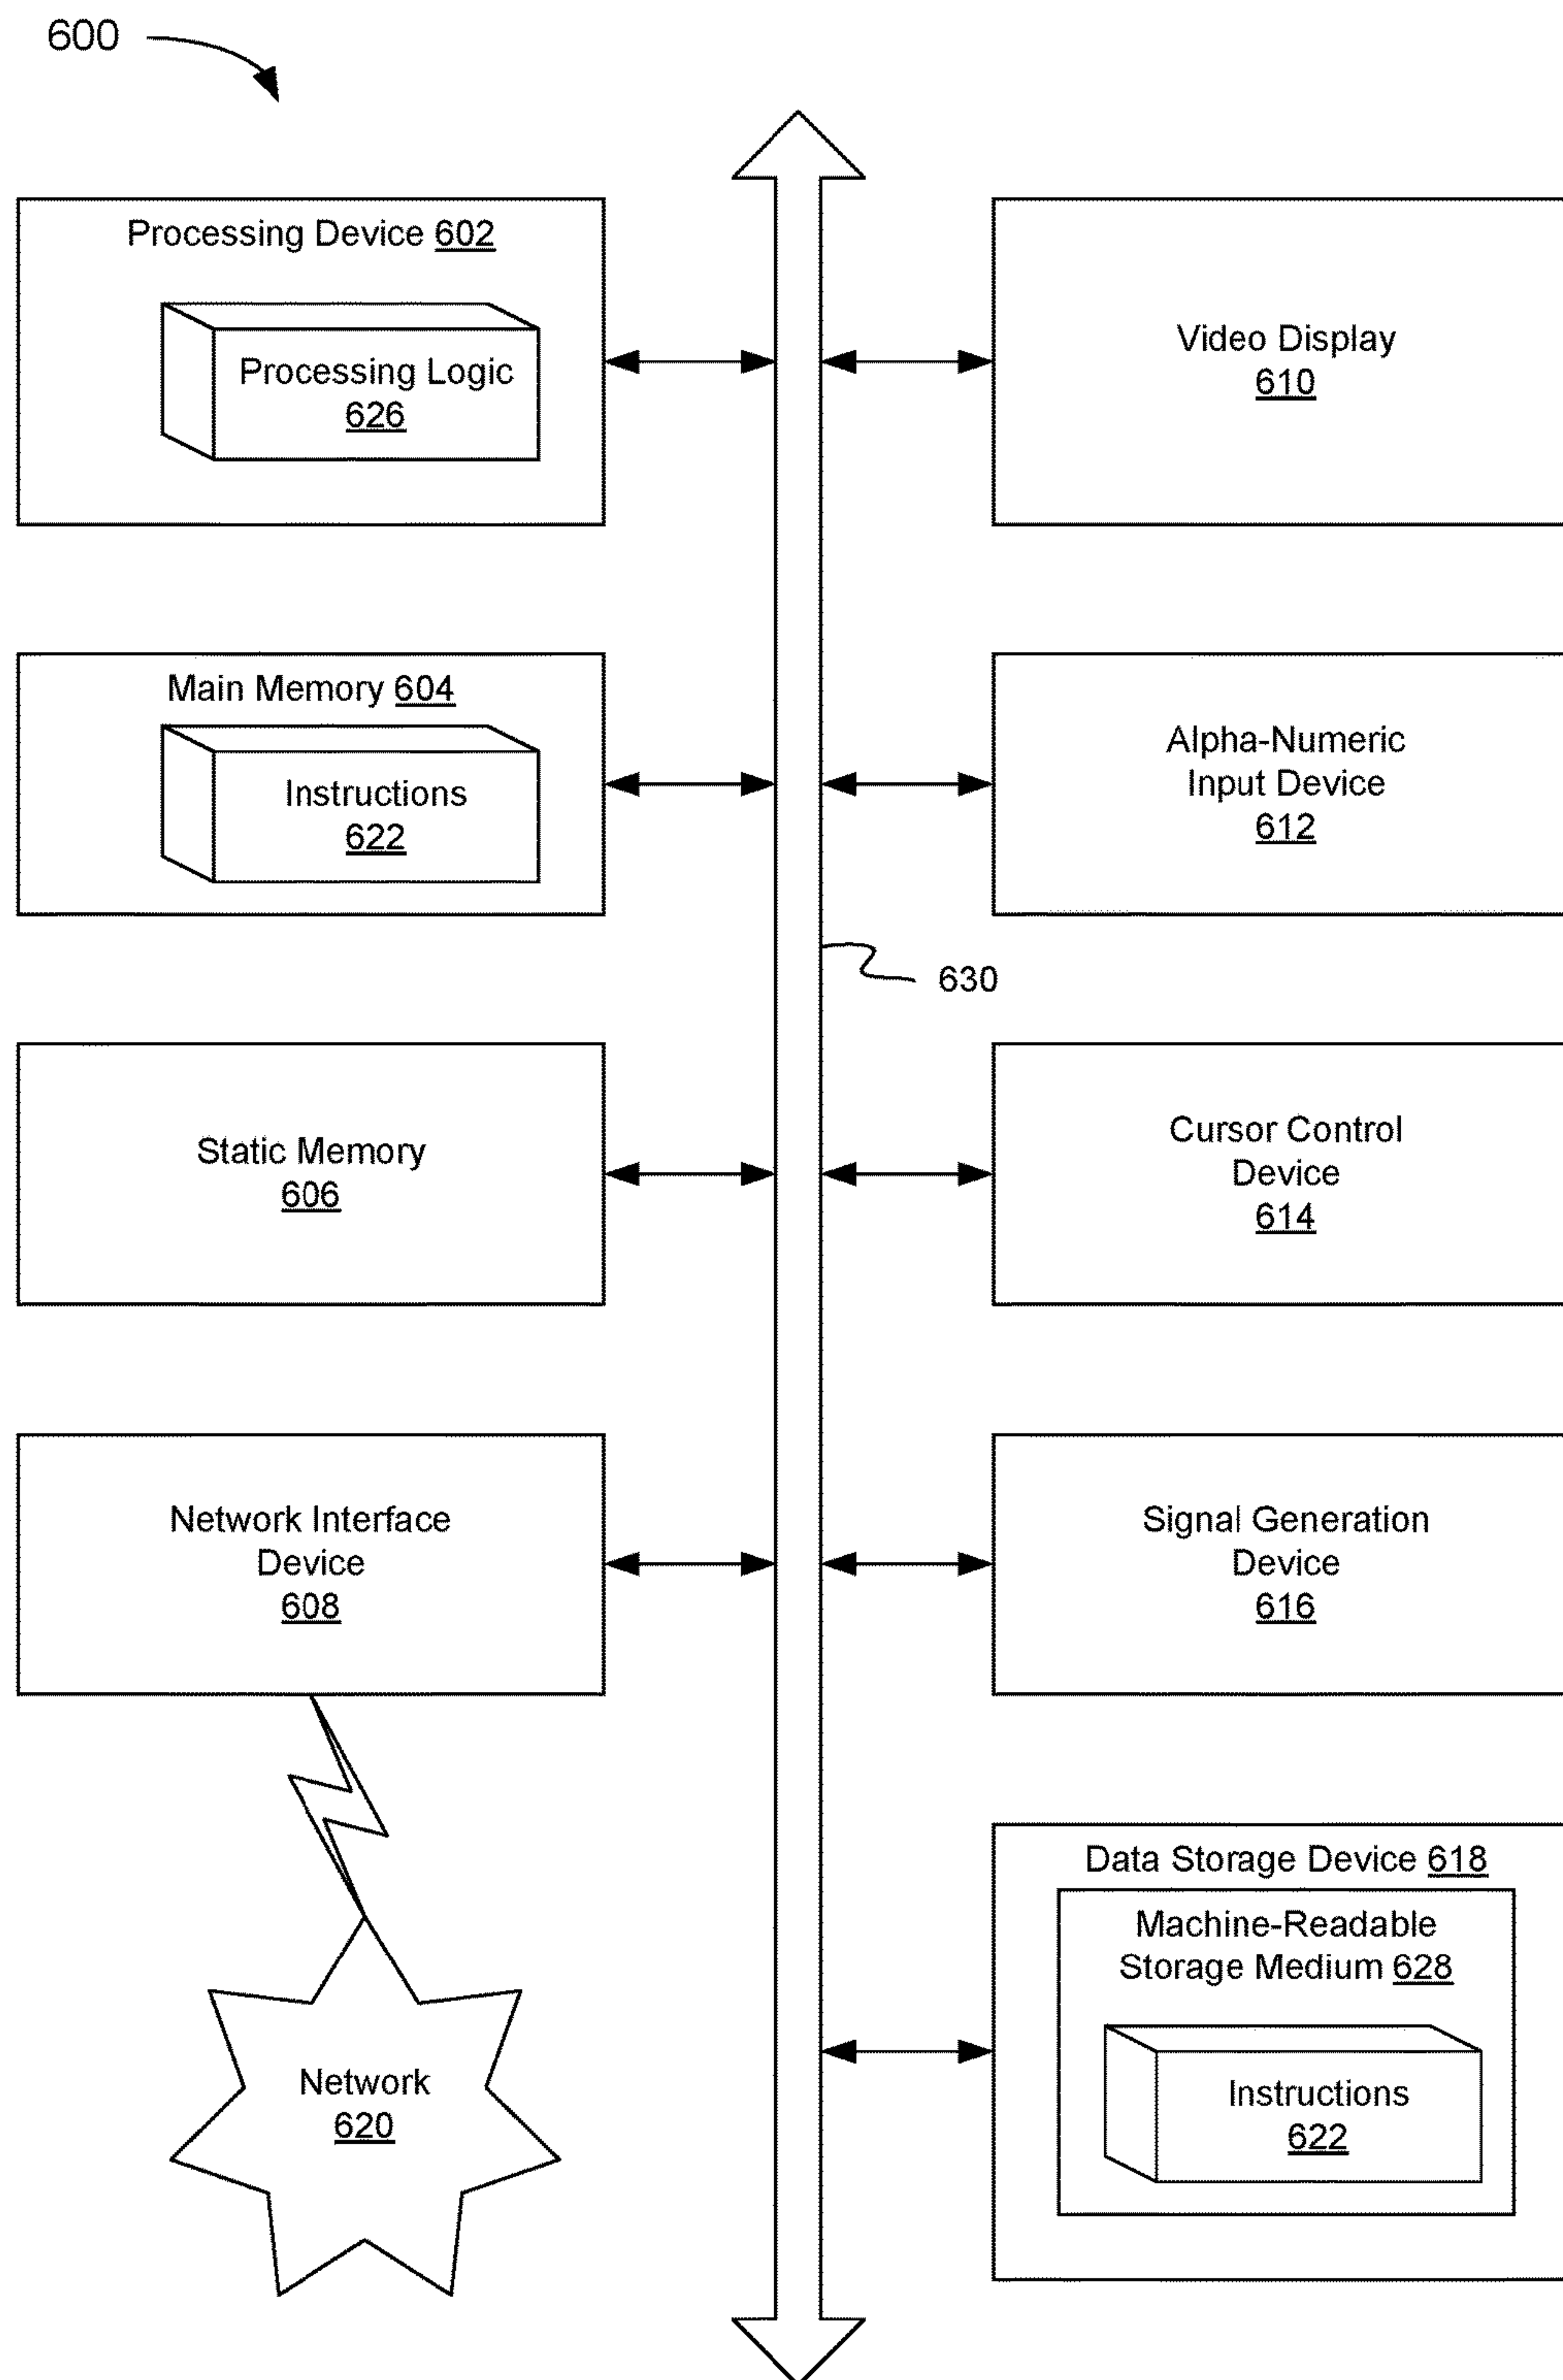 600
Processing Device 602
Processing Logic
626
Video Display
610
Main Memory 604
Instructions
622
Alpha-Numeric
Input Device
612
630
Static Memory
606
Cursor Control
Device
614
Network Interface
Device
608
Signal Generation
Device
616
Data Storage Device 618
Machine-Readable
Storage Medium 628
Instructions
622
Network
620